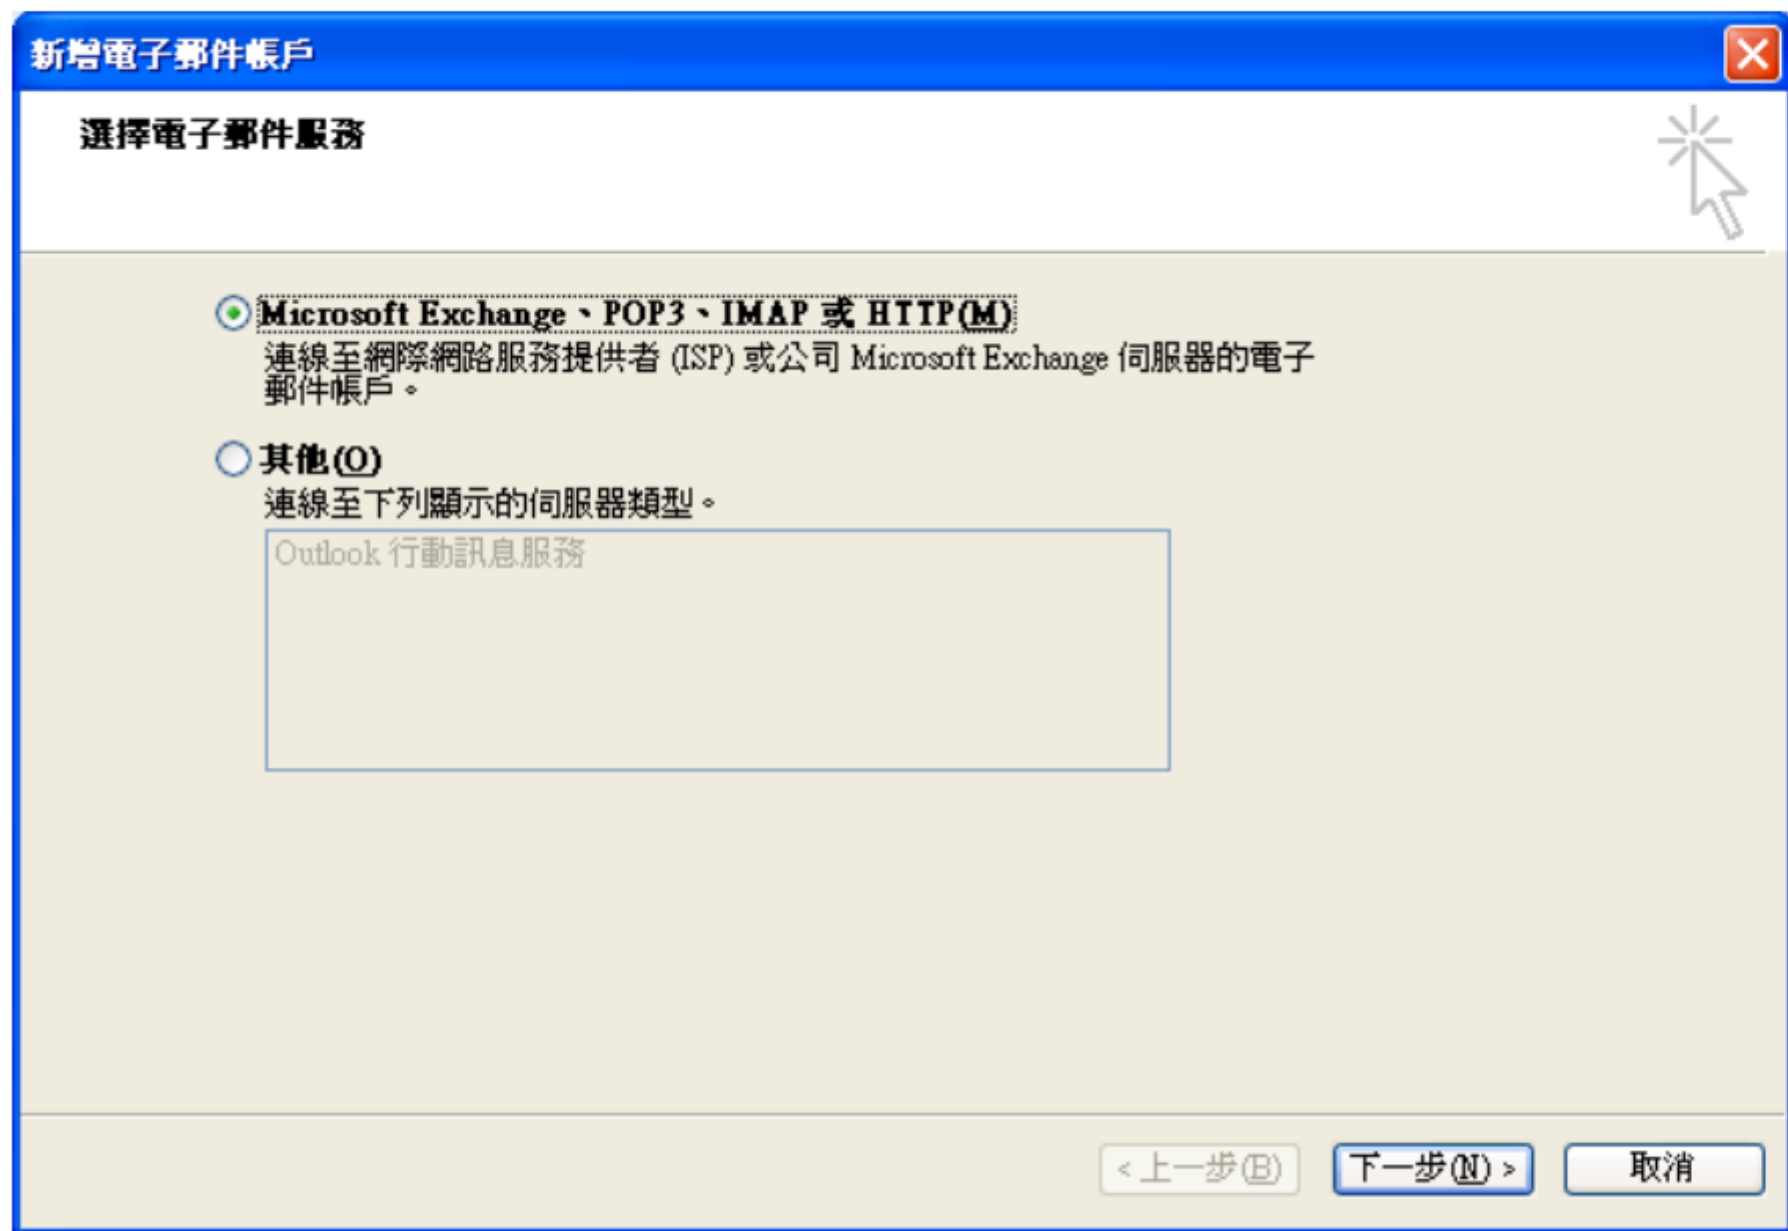 新增電子郵件帳戶
選擇電子郵件服務
Microsoft Exchange、POP3、IMAP 或 HTTP(M)
連線至網際網路服務提供者 (ISP) 或公司 Microsoft Exchange 伺服器的電子
郵件帳戶。
其他(O)
連線至下列顯示的伺服器類型。
Outlook 行動訊息服務
< 上一步(B)
下一步(N) >
取消